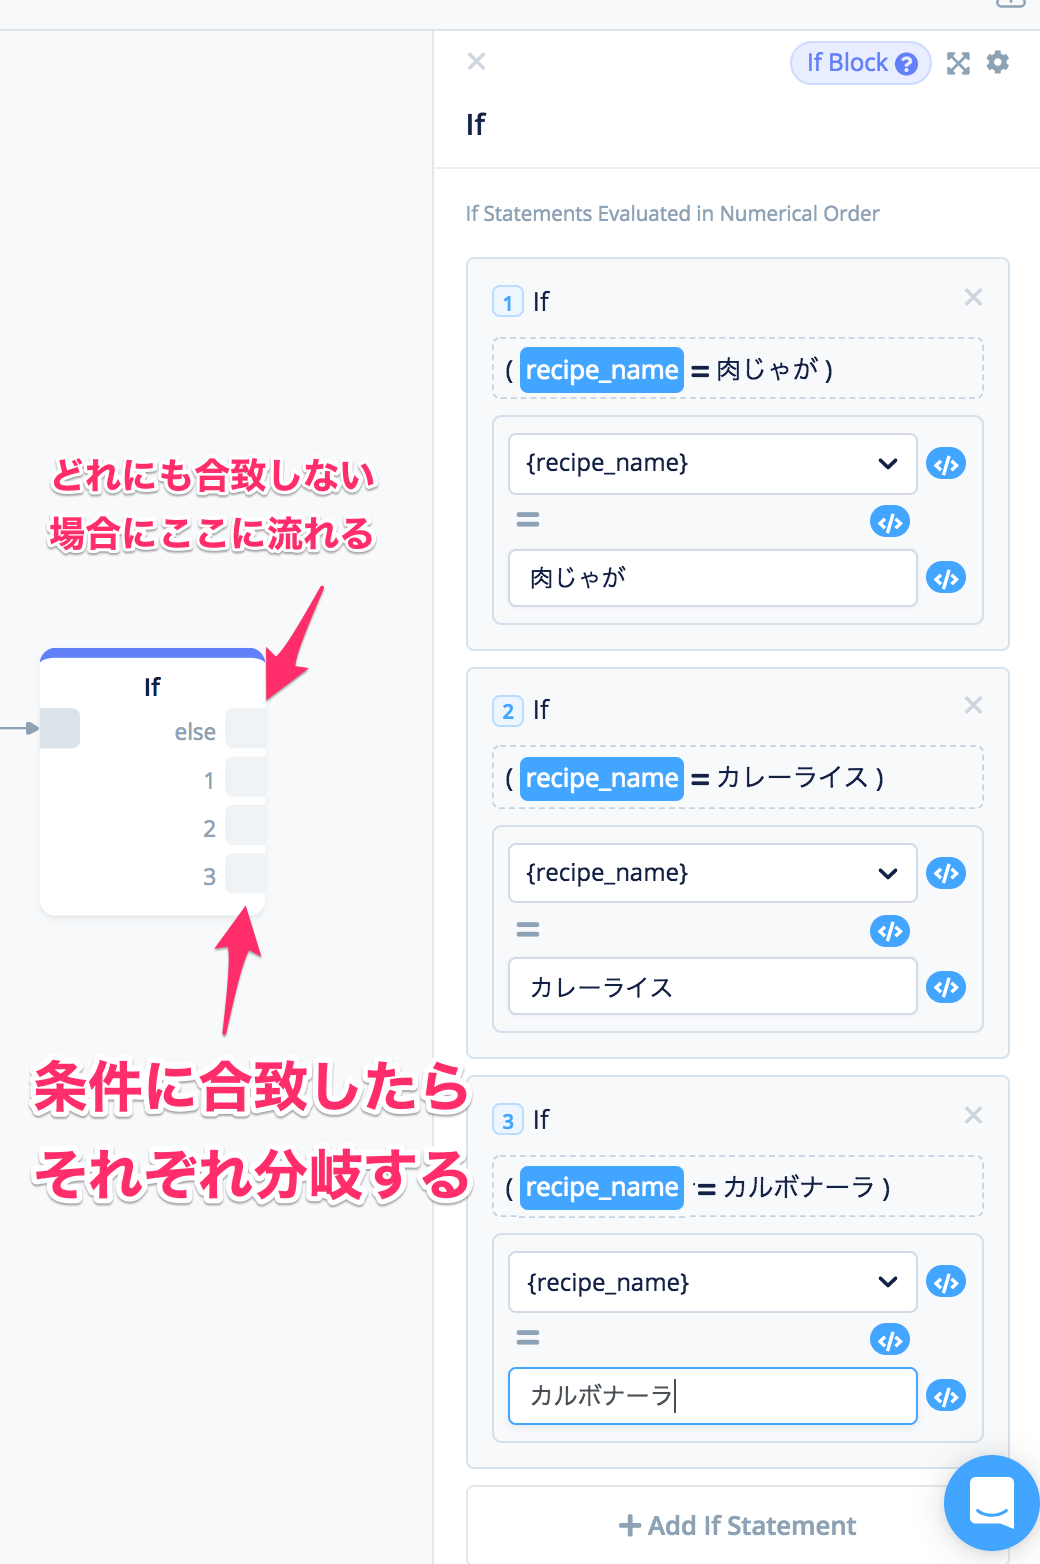 If Block ?
If
If Statements Evaluated in Numerical Order
1 If
( recipe_name = 肉じゃが )
{recipe_name}
=
肉じゃが
どれにも合致しない
場合にここに流れる
If
else
1
2
3
2 If
( recipe_name = カレーライス )
{recipe_name}
=
カレーライス
条件に合致したら
それぞれ分岐する
3 If
( recipe_name = カルボナーラ )
{recipe_name}
=
カルボナーラ
+ Add If Statement